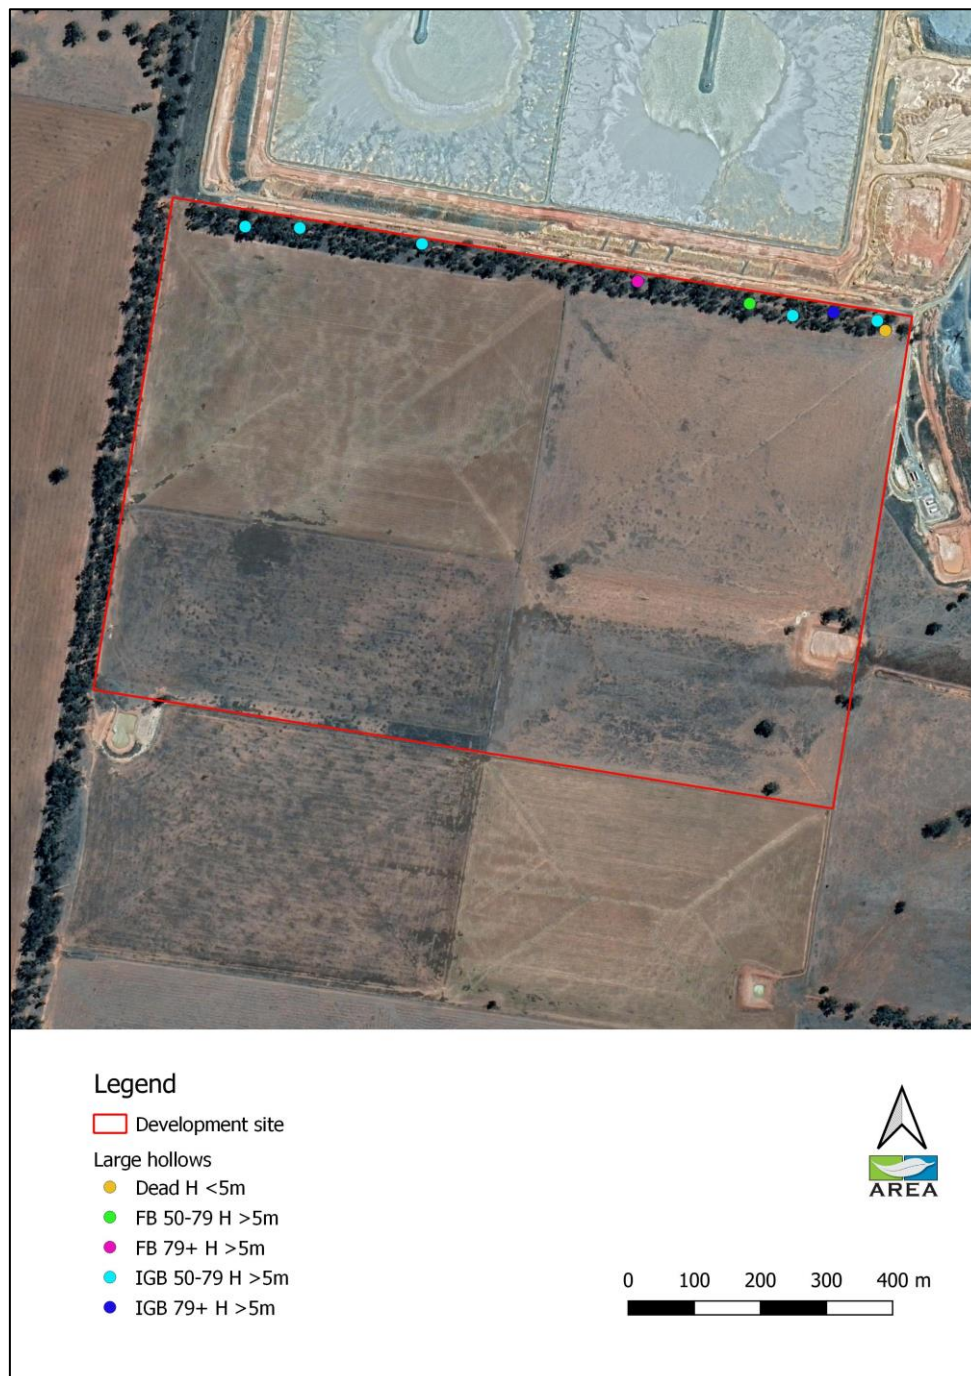 Legend
Development site
Large hollows
Dead H <5m
FB 50-79 H >5m
FB 79+ H >5m
IGB 50-79 H >5m
IGB 79+ H >5m
AREA
0 100 200 300 400 m